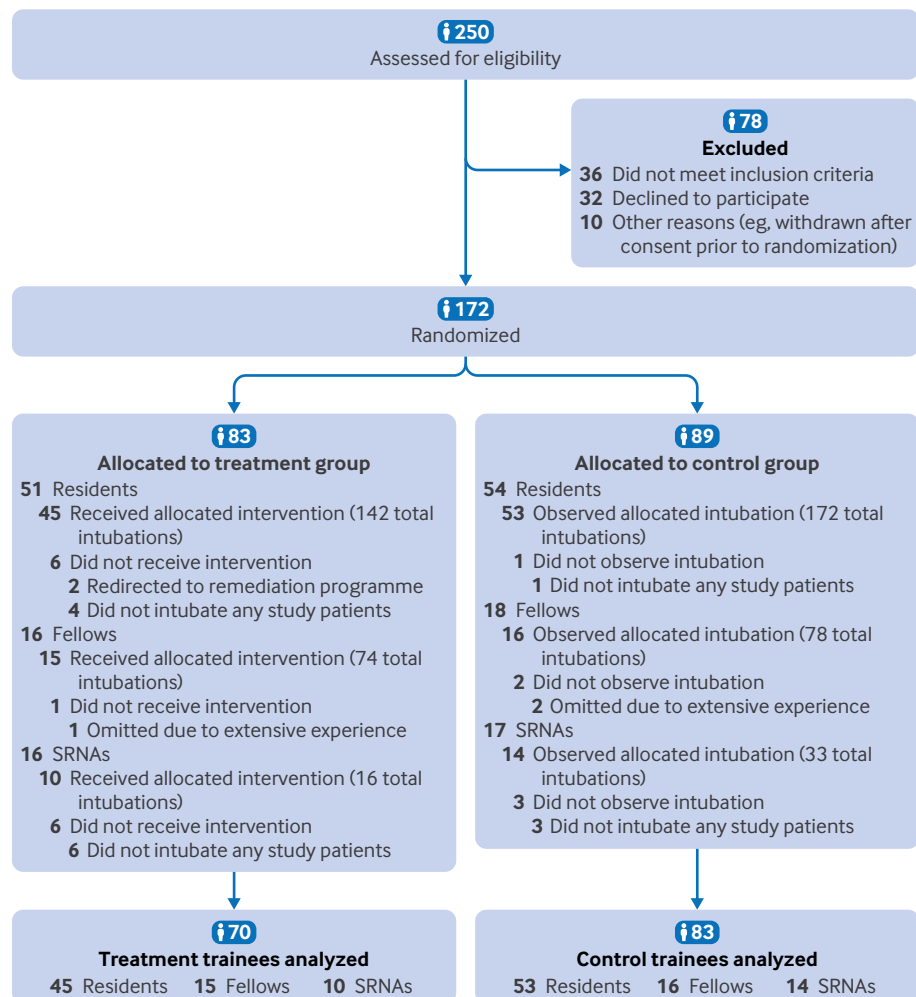 250
Assessed for eligibility
78
Excluded
36 Did not meet inclusion criteria
32 Declined to participate
10 Other reasons (eg, withdrawn after
consent prior to randomization)
172
Randomized
83
Allocated to treatment group
51 Residents
45 Received allocated intervention (142 total
intubations)
6 Did not receive intervention
2 Redirected to remediation programme
4 Did not intubate any study patients
16 Fellows
15 Received allocated intervention (74 total
intubations)
1 Did not receive intervention
1 Omitted due to extensive experience
16 SRNAs
10 Received allocated intervention (16 total
intubations)
6 Did not receive intervention
6 Did not intubate any study patients
89
Allocated to control group
54 Residents
53 Observed allocated intubation (172 total
intubations)
1 Did not observe intubation
1 Did not intubate any study patients
18 Fellows
16 Observed allocated intubation (78 total
intubations)
2 Did not observe intubation
2 Omitted due to extensive experience
17 SRNAs
14 Observed allocated intubation (33 total
intubations)
3 Did not observe intubation
3 Did not intubate any study patients
70
Treatment trainees analyzed
45 Residents 15 Fellows 10 SRNAs
83
Control trainees analyzed
53 Residents 16 Fellows 14 SRNAs